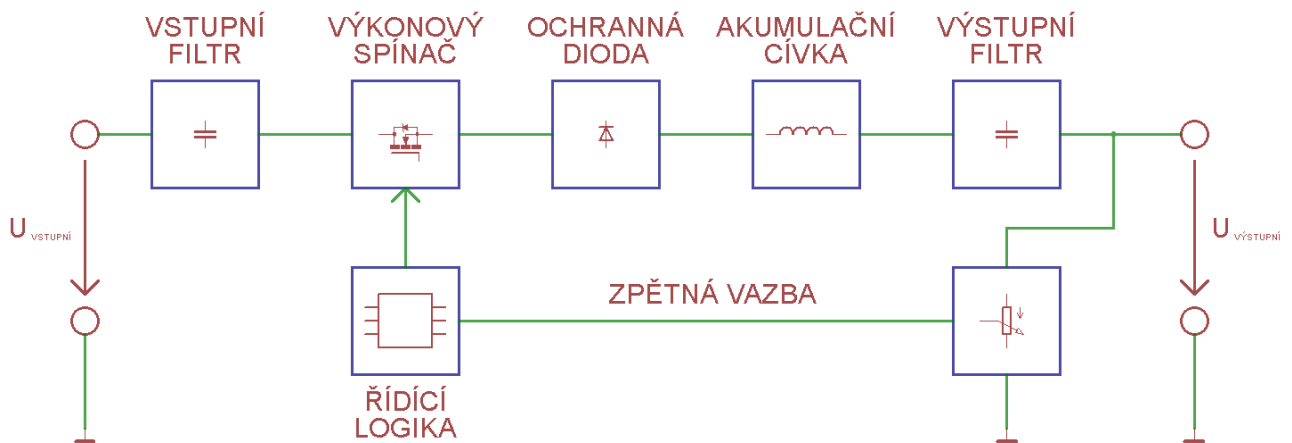 VSTUPNÍ
FILTR
VÝKONOVÝ
SPÍNAČ
OCHRANNÁ
DIODA
AKUMULAČNÍ
CÍVKA
VÝSTUPNÍ
FILTR
U VSTUPNÍ
U VÝSTUPNÍ
ZPĚTNÁ VAZBA
ŘÍDÍCÍ
LOGIKA